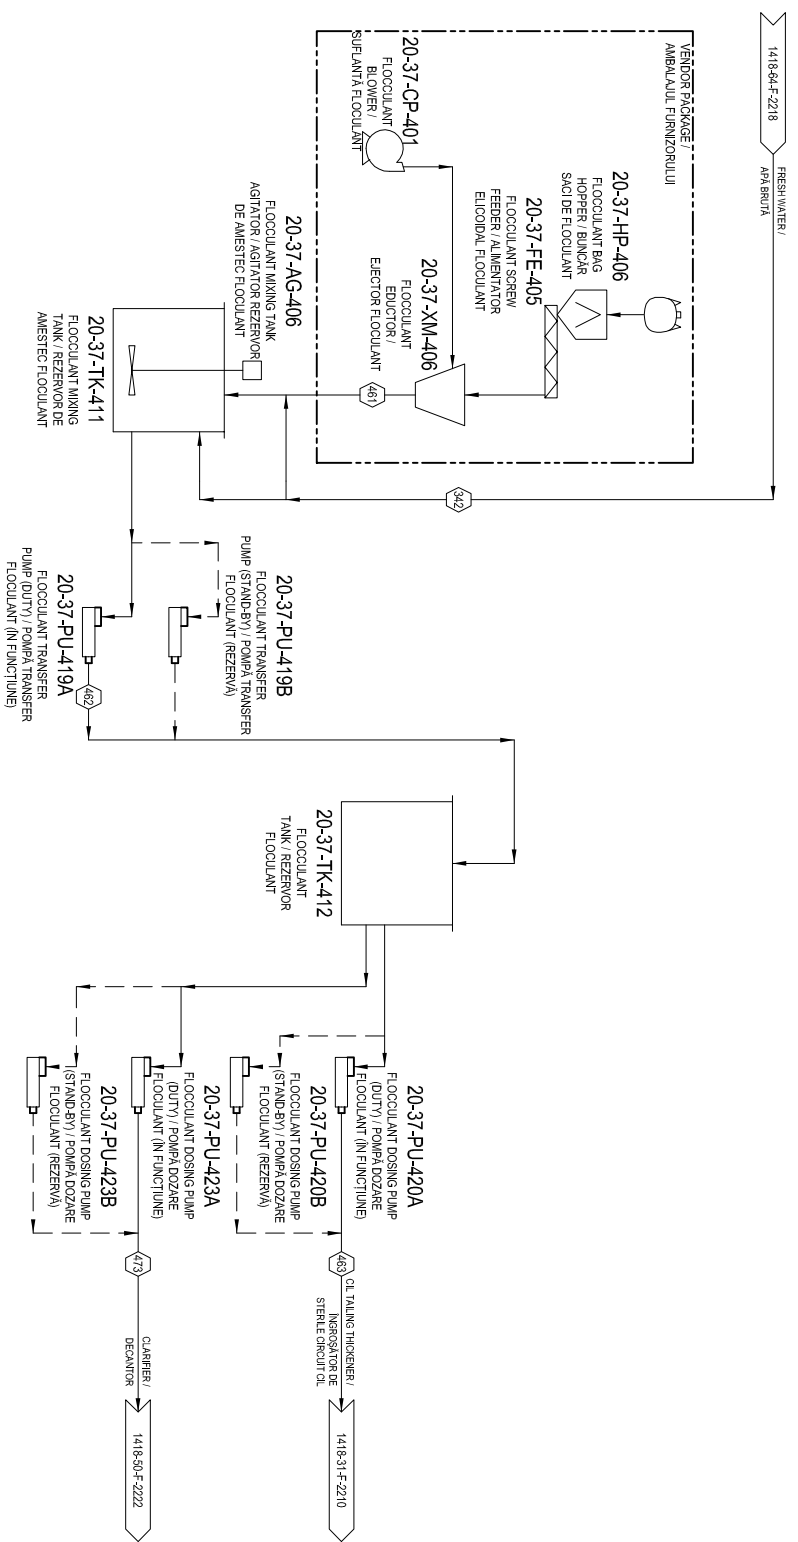 1418-64-F-2218
FRESH WATER /
APĂ BRUTĂ
VENDOR PACKAGE /
AMBALAJUL FURNIZORULUI
20-37-CP-401
FLOCCULANT
BLOWER /
SUFLANTĂ FLOCULANT
20-37-HP-406
FLOCCULANT BAG
HOPPER / BUNCĂR
SACI DE FLOCULANT
20-37-FE-405
FLOCCULANT SCREW
FEEDER / ALIMENTATOR
ELICOIDAL FLOCULANT
20-37-XM-406
FLOCCULANT
EDUCTOR /
EJECTOR FLOCULANT
461
342
20-37-AG-406
FLOCCULANT MIXING TANK
AGITATOR / AGITATOR REZERVOR
DE AMESTEC FLOCULANT
20-37-TK-411
FLOCCULANT MIXING
TANK / REZERVOR DE
AMESTEC FLOCULANT
20-37-PU-419B
FLOCCULANT TRANSFER
PUMP (STAND-BY) / POMPĂ TRANSFER
FLOCULANT (REZERVĂ)
20-37-PU-419A
FLOCCULANT TRANSFER
PUMP (DUTY) / POMPĂ TRANSFER
FLOCULANT (ÎN FUNCŢIUNE)
462
20-37-TK-412
FLOCCULANT
TANK / REZERVOR
FLOCULANT
20-37-PU-420A
FLOCCULANT DOSING PUMP
(DUTY) / POMPĂ DOZARE
FLOCULANT (ÎN FUNCŢIUNE)
20-37-PU-420B
FLOCCULANT DOSING PUMP
(STAND-BY) / POMPĂ DOZARE
FLOCULANT (REZERVĂ)
20-37-PU-423A
FLOCCULANT DOSING PUMP
(DUTY) / POMPĂ DOZARE
FLOCULANT (ÎN FUNCŢIUNE)
20-37-PU-423B
FLOCCULANT DOSING PUMP
(STAND-BY) / POMPĂ DOZARE
FLOCULANT (REZERVĂ)
463
CIL TAILING THICKENER /
ÎNGROŞĂTOR DE
STERILE CIRCUIT CIL
1418-31-F-2210
473
CLARIFIER /
DECANTOR
1418-50-F-2222